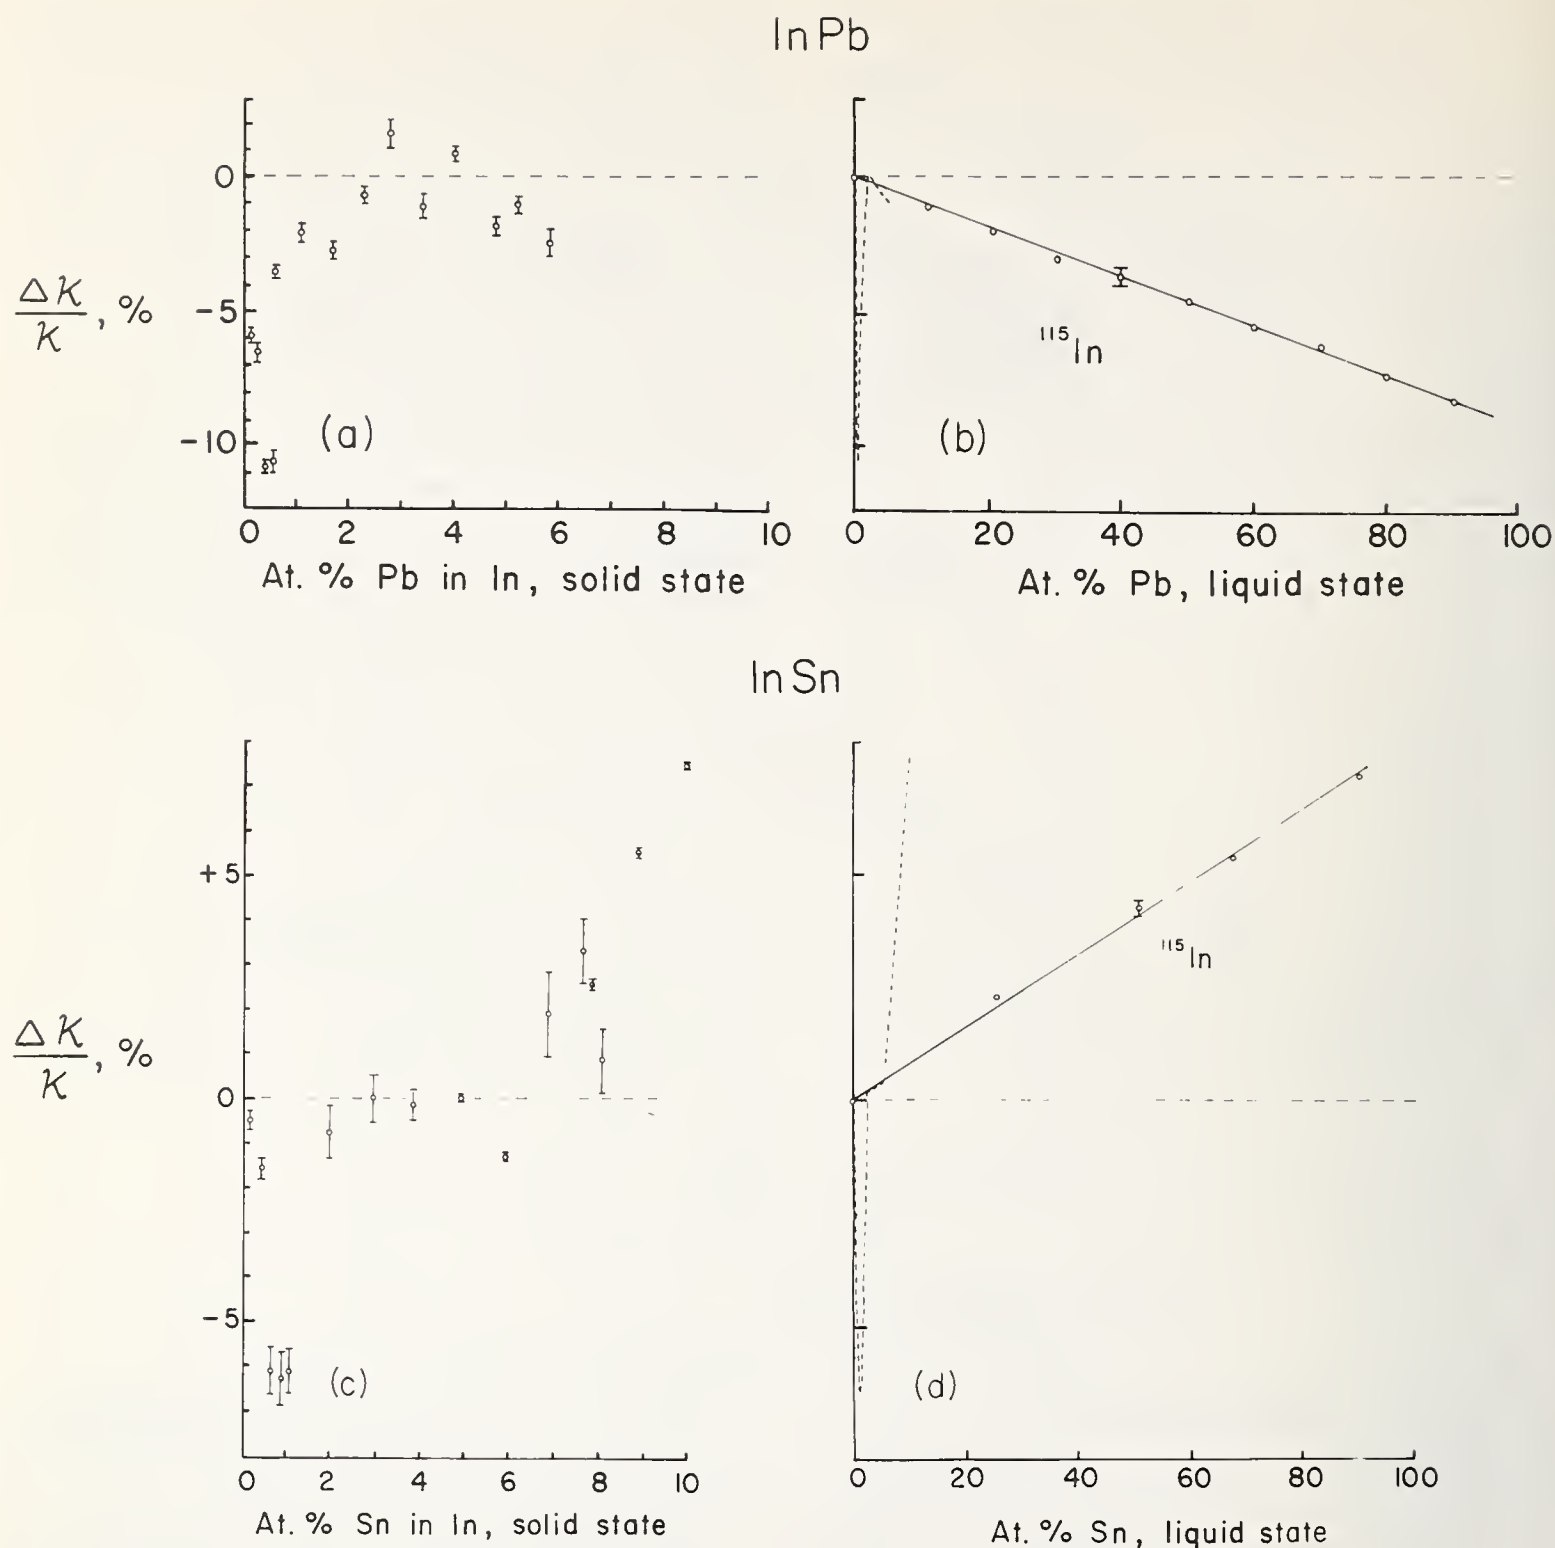 InPb
0
-5
-10
ΔK/K, %
(a)
0 2 4 6 8 10
At. % Pb in In, solid state
115In
(b)
0 20 40 60 80 100
At. % Pb, liquid state
InSn
+5
0
-5
ΔK/K, %
(c)
0 2 4 6 8 10
At. % Sn in In, solid state
115In
(d)
0 20 40 60 80 100
At. % Sn, liquid state